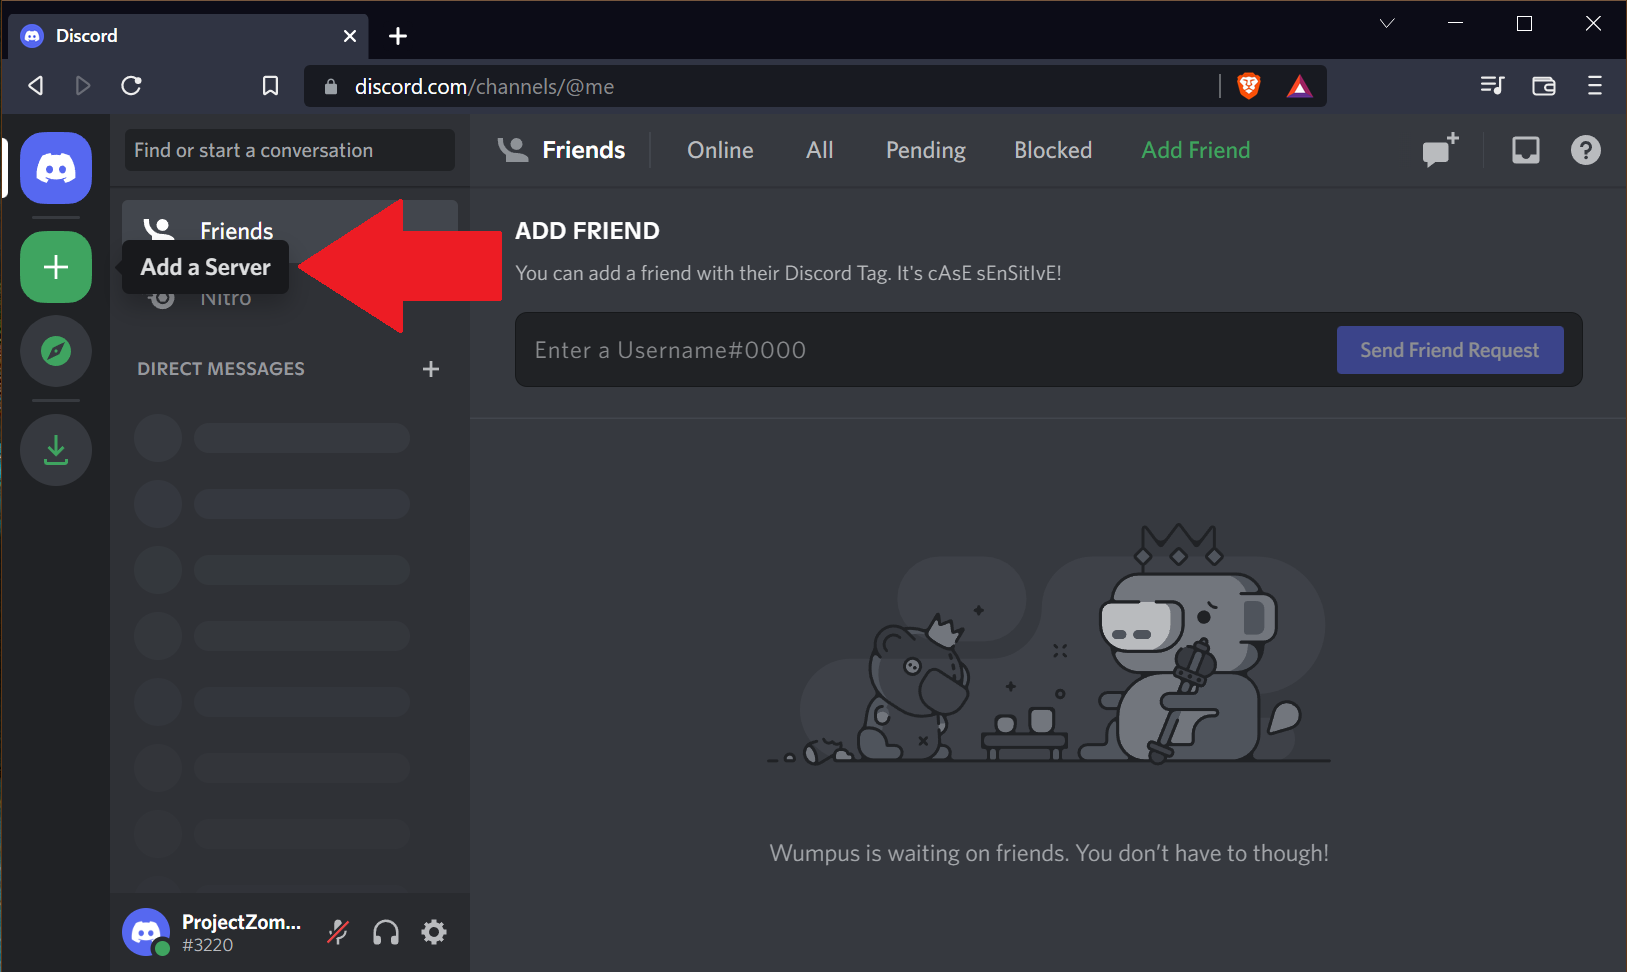 Discord
discord.com/channels/@me
Find or start a conversation
Friends
Online
All
Pending
Blocked
Add Friend
Friends
Add a Server
Nitro
DIRECT MESSAGES
ADD FRIEND
You can add a friend with their Discord Tag. It's cAsE sEnSitIvE!
Enter a Username#0000
Send Friend Request
Wumpus is waiting on friends. You don't have to though!
ProjectZom...
#3220